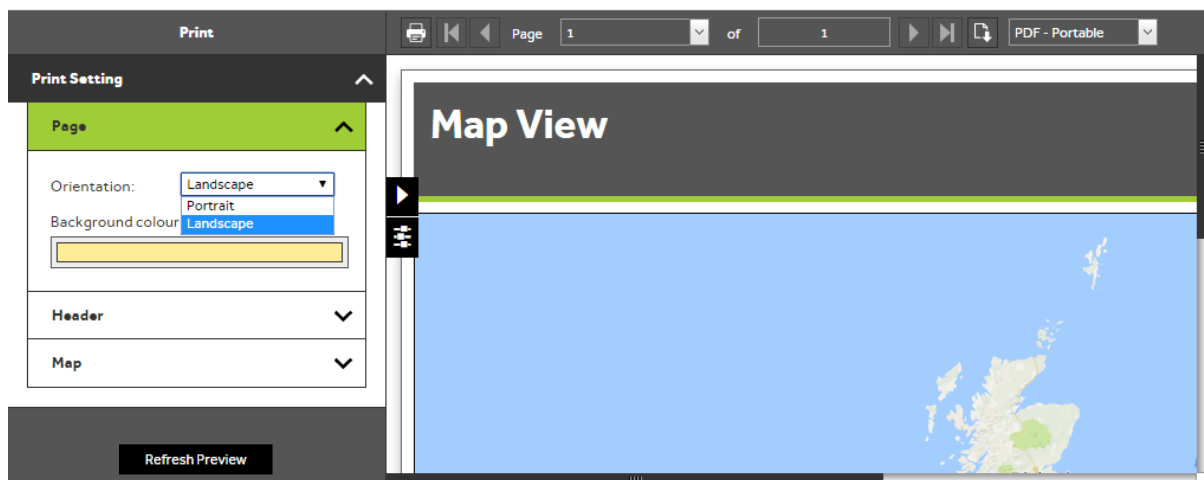 Print
Print Setting
Page
Orientation:
Landscape
Portrait
Landscape
Background colour
Header
Map
Refresh Preview
Page 1 of 1 PDF - Portable
Map View